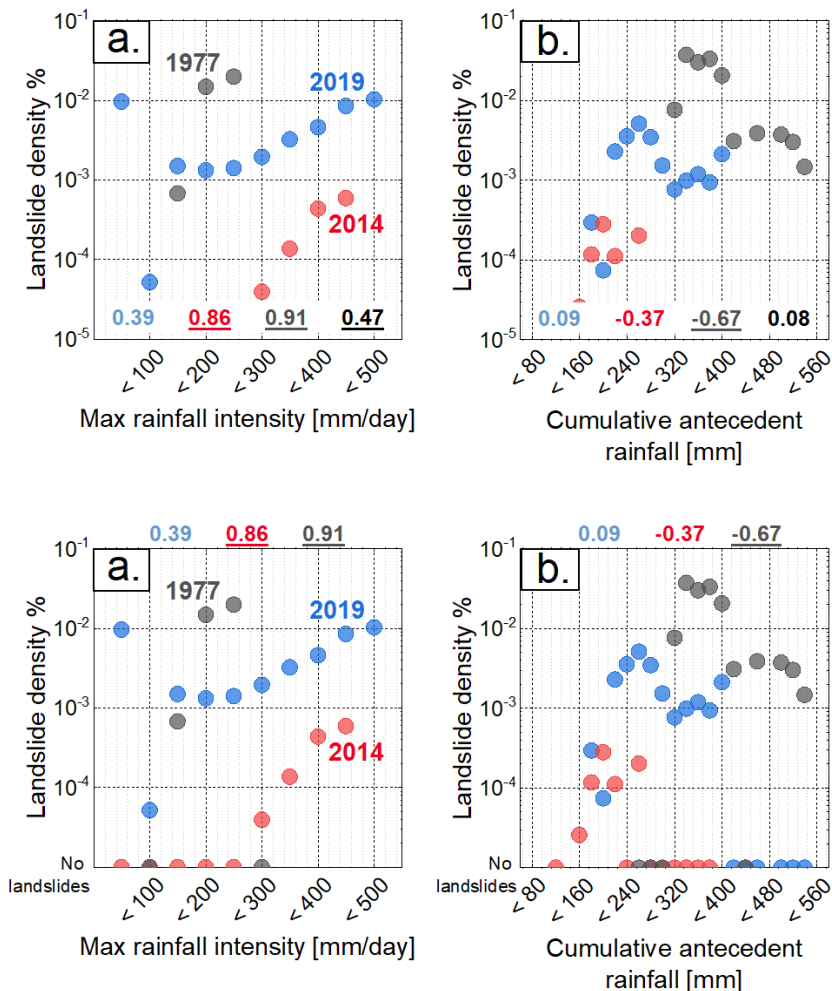 a.
1977
2019
2014
Landslide density %
10^-1
10^-2
10^-3
10^-4
10^-5
0.39 0.86 0.91 0.47
< 100 < 200 < 300 < 400 < 500
Max rainfall intensity [mm/day]
b.
Landslide density %
10^-1
10^-2
10^-3
10^-4
10^-5
0.09 -0.37 -0.67 0.08
< 80 < 160 < 240 < 320 < 400 < 480 < 560
Cumulative antecedent
rainfall [mm]
0.39 0.86 0.91
a.
1977
2019
2014
Landslide density %
10^-1
10^-2
10^-3
10^-4
No
landslides
< 100 < 200 < 300 < 400 < 500
Max rainfall intensity [mm/day]
0.09 -0.37 -0.67
b.
Landslide density %
10^-1
10^-2
10^-3
10^-4
No
landslides
< 80 < 160 < 240 < 320 < 400 < 480 < 560
Cumulative antecedent
rainfall [mm]